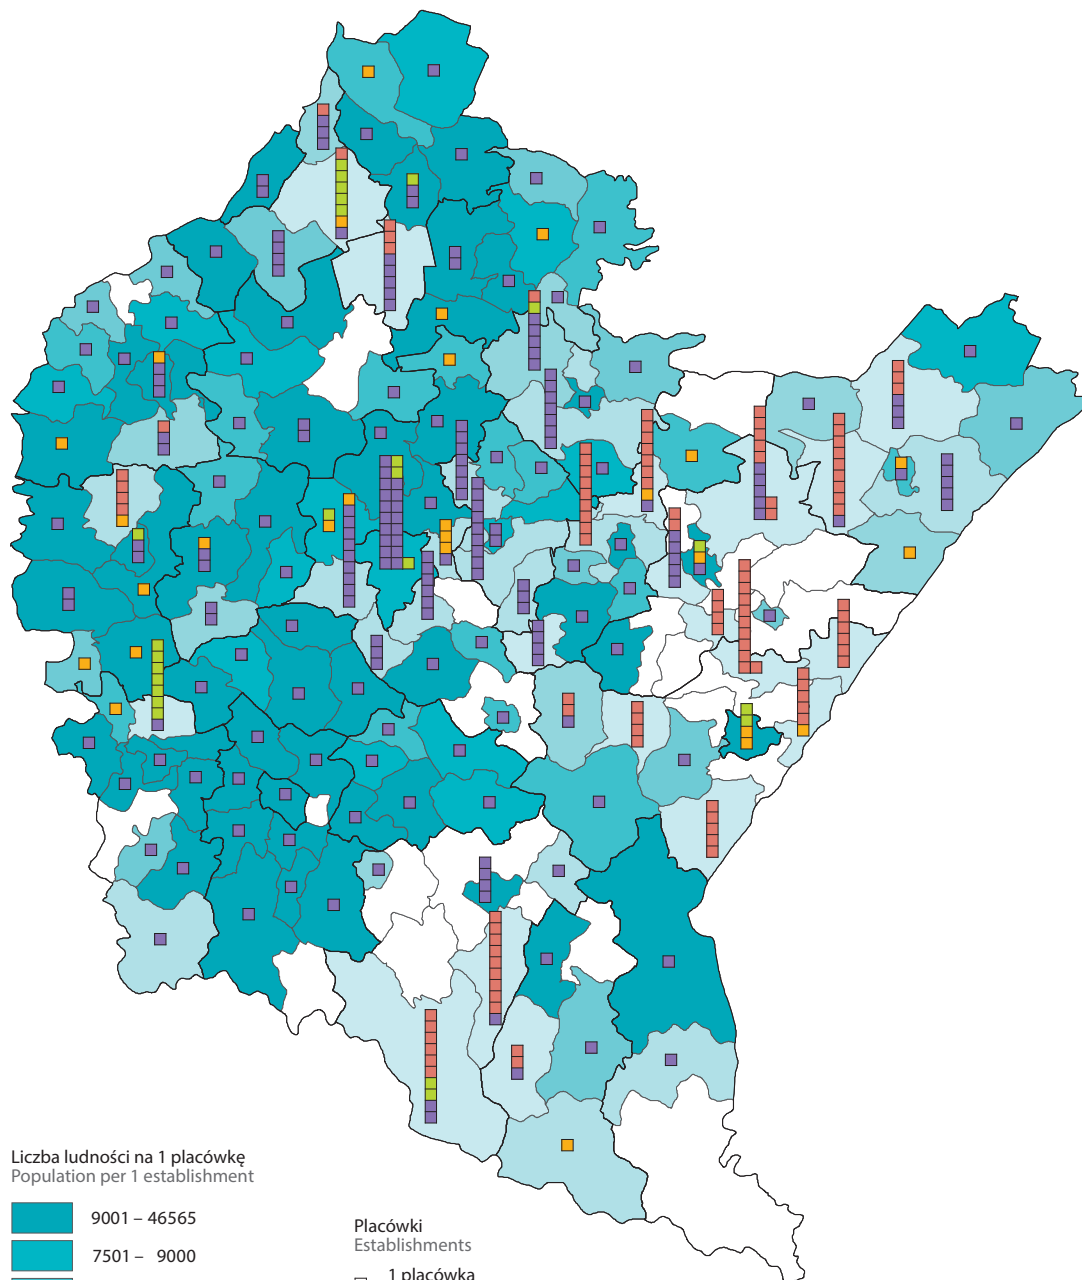 Liczba ludności na 1 placówkę
Population per 1 establishment
9001 – 46565
7501 – 9000
Placówki
Establishments
1 placówka